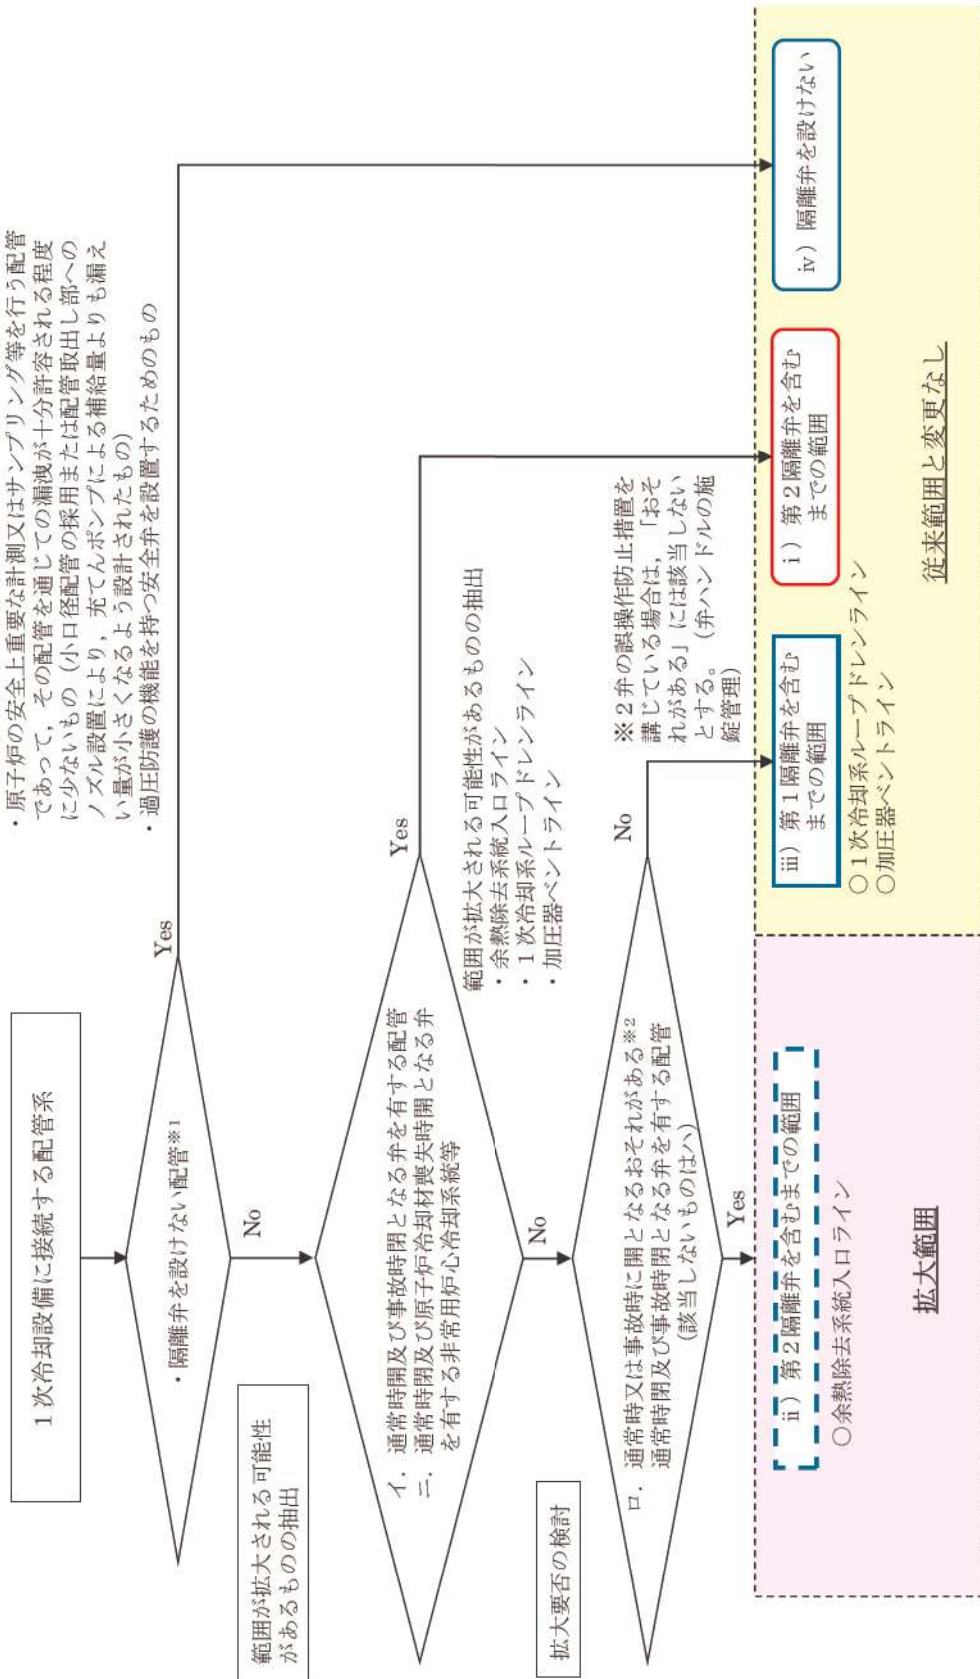 1次冷却設備に接続する配管系
・原子炉の安全上重要な計測又はサンプリング等を行う配管
であって，その配管を通じての漏洩が十分許容される程度
に少ないもの（小口径配管の採用または配管取出し部への
ノズル設置により，充てんポンプによる補給量よりも漏え
い量が小さくなるよう設計されたもの）
・過圧防護の機能を持つ安全弁を設置するためのもの
・隔離弁を設けない配管※1
Yes
No
範囲が拡大される可能性
があるものの抽出
イ．通常時開及び事故時閉となる弁を有する配管
ニ．通常時閉及び原子炉冷却材喪失時開となる弁
を有する非常用炉心冷却系統等
Yes
No
範囲が拡大される可能性があるものの抽出
・余熱除去系統入口ライン
・1次冷却系ループドレンライン
・加圧器ベントライン
拡大要否の検討
ロ．通常時又は事故時に開となるおそれがある※2
通常時閉及び事故時閉となる弁を有する配管
(該当しないものはハ)
No
Yes
※2弁の誤操作防止措置を
講じている場合は，「おそ
れがある」には該当しない
とする。（弁ハンドルの施
錠管理）
ii）第2隔離弁を含むまでの範囲
○余熱除去系統入口ライン
拡大範囲
iii）第1隔離弁を含む
までの範囲
○1次冷却系ループドレンライン
○加圧器ベントライン
i）第2隔離弁を含む
までの範囲
iv）隔離弁を設けない
従来範囲と変更なし